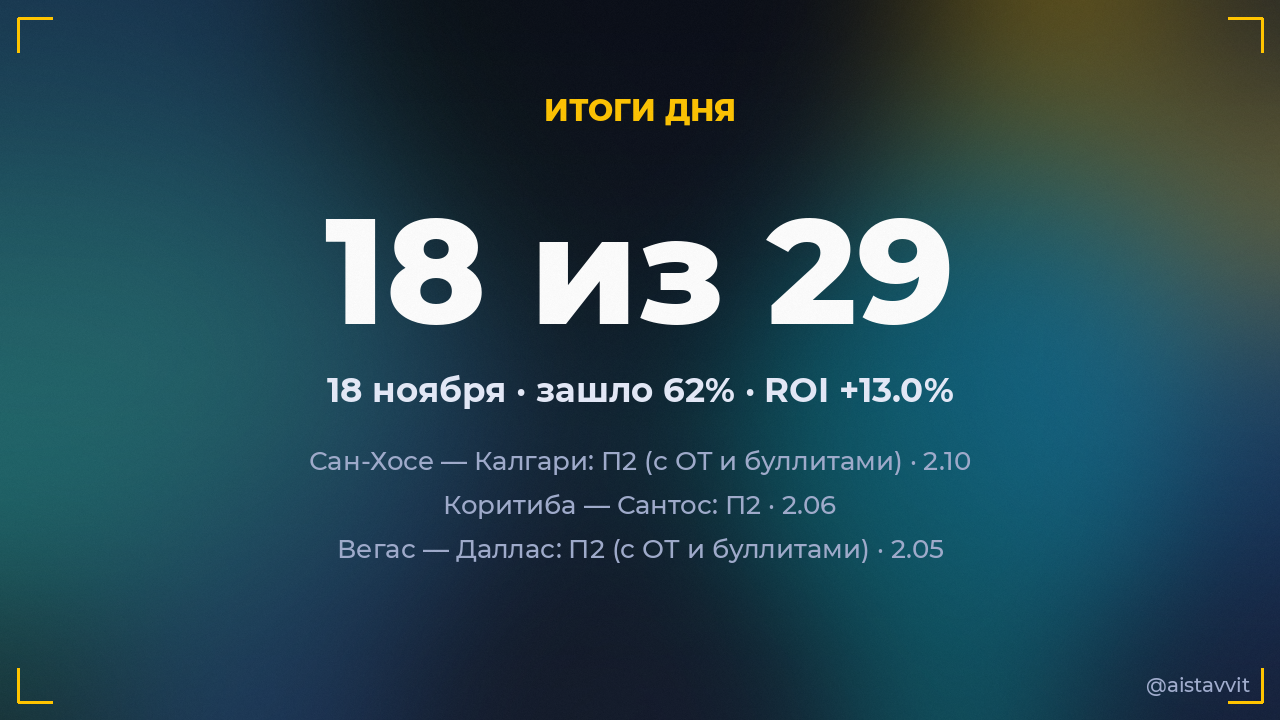 ИТОГИ ДНЯ
18 из 29
18 ноября · зашло 62% · ROI +13.0%
Сан-Хосе — Калгари: П2 (с ОТ и буллитами) · 2.10
Коритиба — Сантос: П2 · 2.06
Вегас — Даллас: П2 (с ОТ и буллитами) · 2.05
@aistavvit